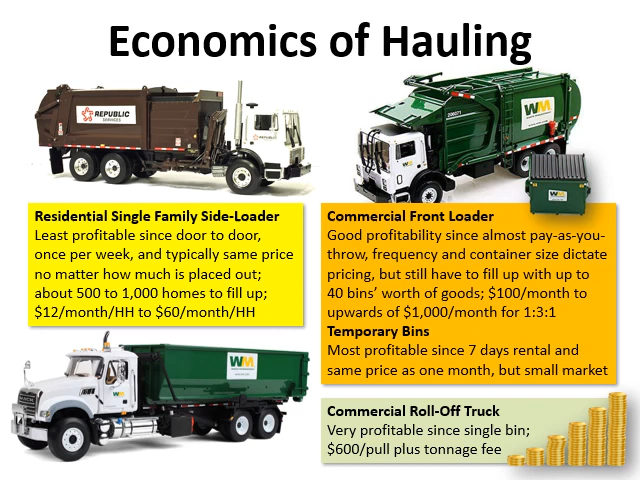 Economics of Hauling
REPUBLIC
SERVICES
REPUBLIC
WM
WM
Residential Single Family Side-Loader
Least profitable since door to door,
once per week, and typically same price
no matter how much is placed out;
about 500 to 1,000 homes to fill up;
$12/month/HH to $60/month/HH
Commercial Front Loader
Good profitability since almost pay-as-you-
throw, frequency and container size dictate
pricing, but still have to fill up with up to
40 bins’ worth of goods; $100/month to
upwards of $1,000/month for 1:3:1
Temporary Bins
Most profitable since 7 days rental and
same price as one month, but small market
WM
WM
MACK
Commercial Roll-Off Truck
Very profitable since single bin;
$600/pull plus tonnage fee